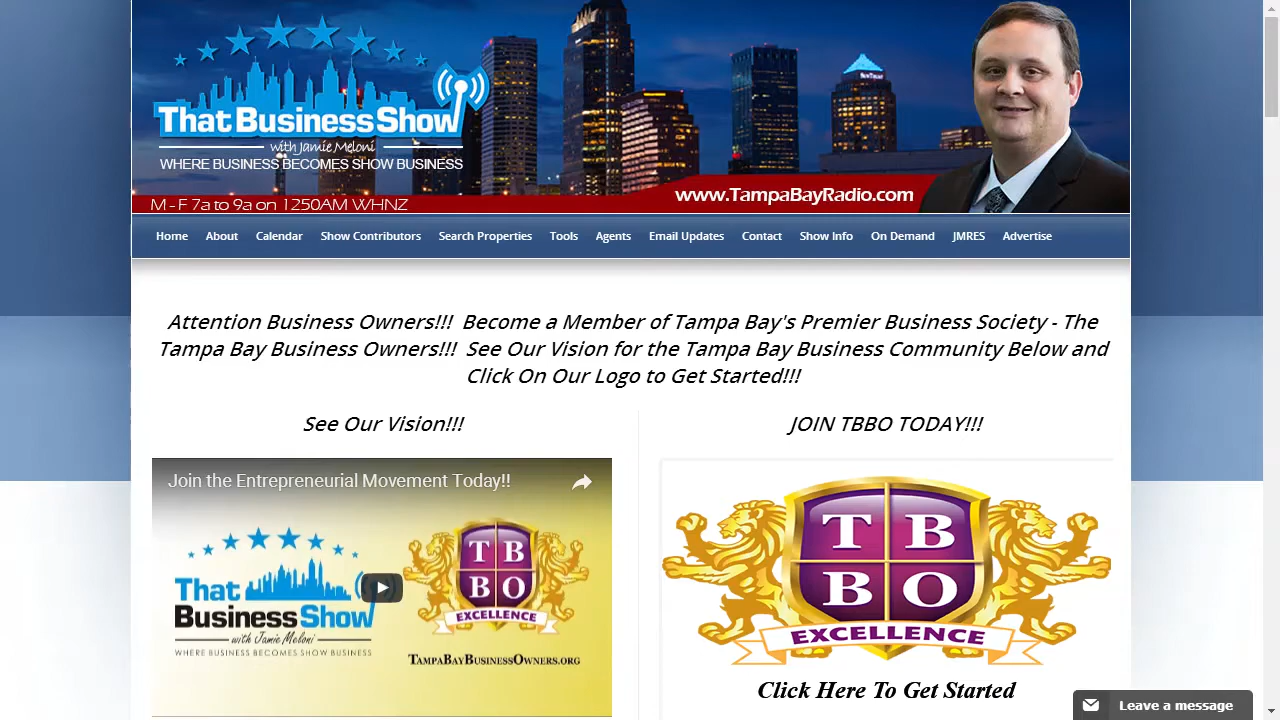 That Business Show
with Jamie Meloni
WHERE BUSINESS BECOMES SHOW BUSINESS
M - F 7a to 9a on 1250AM WHNZ
SUNTRUST
www.TampaBayRadio.com
Home About Calendar Show Contributors Search Properties Tools Agents Email Updates Contact Show Info On Demand JMRES Advertise
Attention Business Owners!!! Become a Member of Tampa Bay's Premier Business Society - The
Tampa Bay Business Owners!!! See Our Vision for the Tampa Bay Business Community Below and
Click On Our Logo to Get Started!!!
See Our Vision!!!
Join the Entrepreneurial Movement Today!!
That
Business Show
with Jamie Meloni
WHERE BUSINESS BECOMES SHOW BUSINESS
T B
B O
EXCELLENCE
TAMPABAYBUSINESSOWNERS.ORG
JOIN TBBO TODAY!!!
T B
B O
EXCELLENCE
Click Here To Get Started
Leave a message